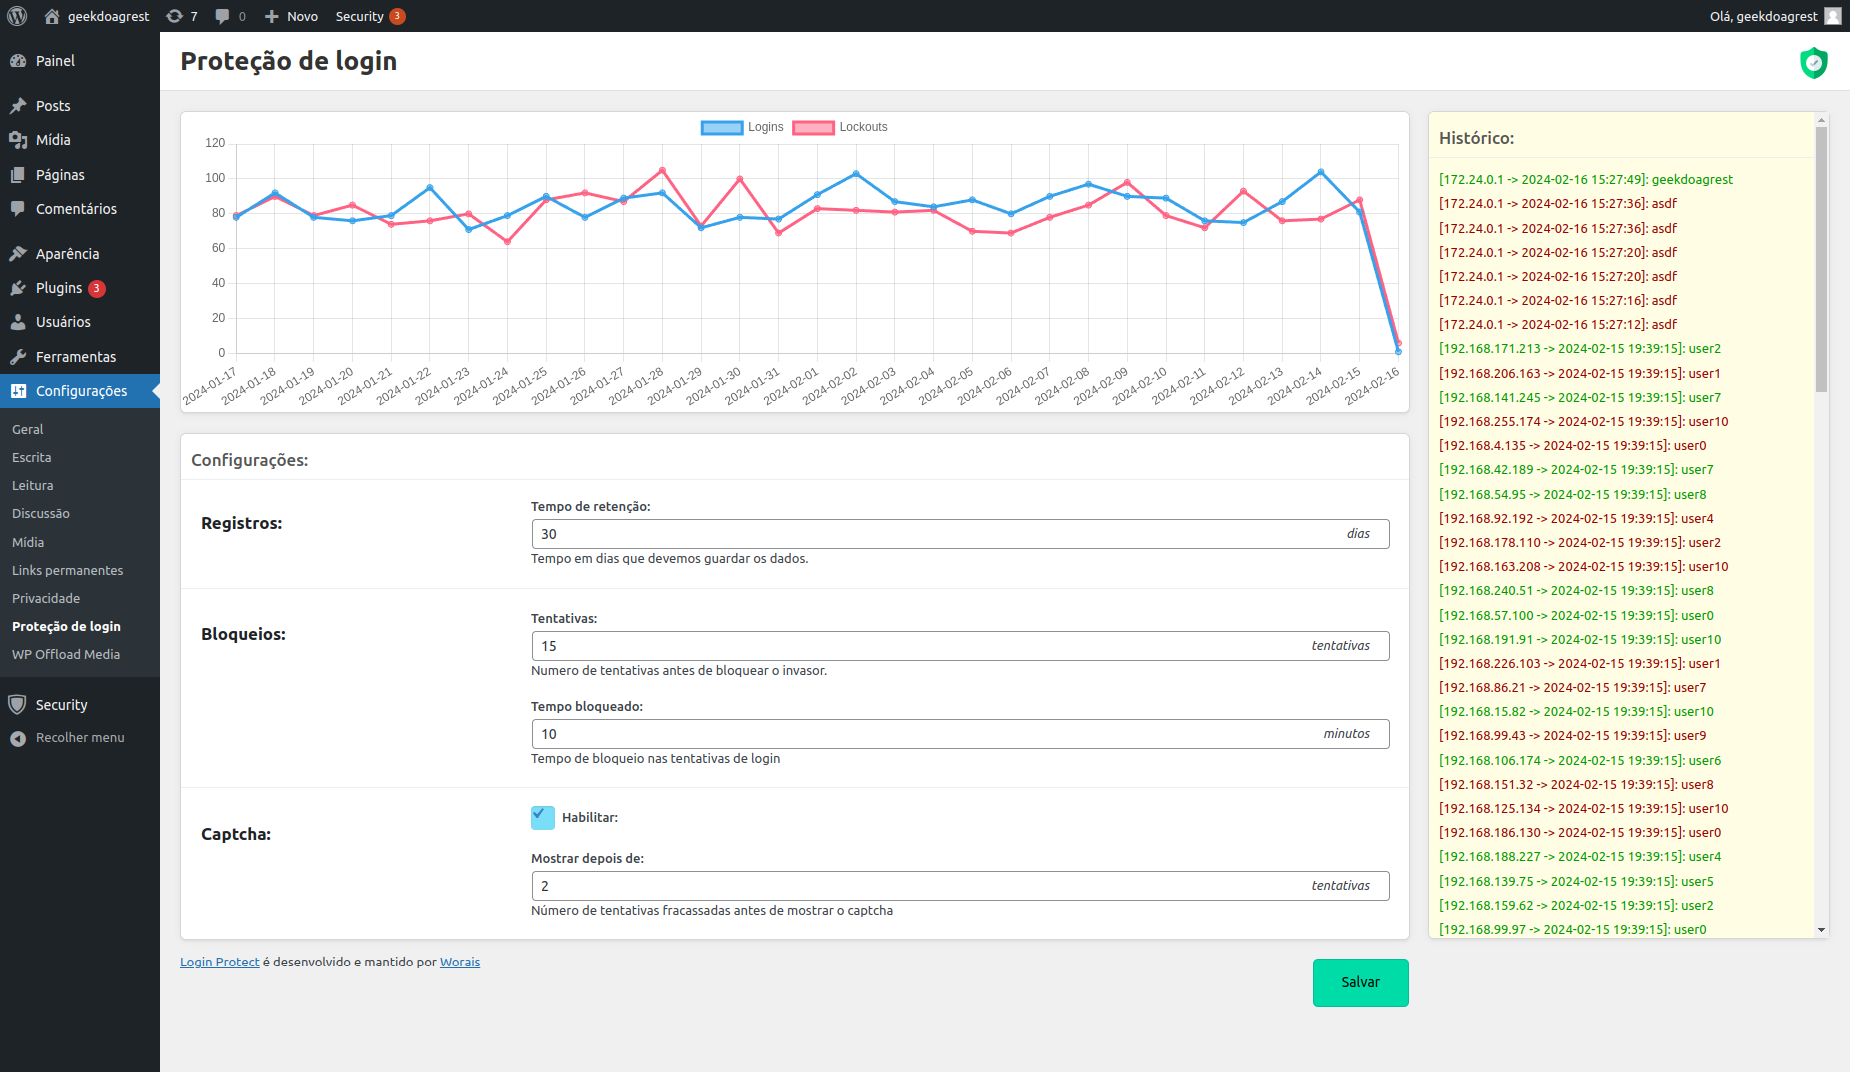 geekdoagrest 7 0 Novo Security 3 Olá, geekdoagrest
Painel
Posts
Mídia
Páginas
Comentários
Aparência
Plugins 3
Usuários
Ferramentas
Configurações
Geral
Escrita
Leitura
Discussão
Mídia
Links permanentes
Privacidade
Proteção de login
WP Offload Media
Security
Recolher menu
Proteção de login
Logins Lockouts
120
100
80
60
40
20
0
2024-01-17 2024-01-18 2024-01-19 2024-01-20 2024-01-21 2024-01-22 2024-01-23 2024-01-24 2024-01-25 2024-01-26 2024-01-27 2024-01-28 2024-01-29 2024-01-30 2024-01-31 2024-02-01 2024-02-02 2024-02-03 2024-02-04 2024-02-05 2024-02-06 2024-02-07 2024-02-08 2024-02-09 2024-02-10 2024-02-11 2024-02-12 2024-02-13 2024-02-14 2024-02-15 2024-02-16
Configurações:
Registros:
Tempo de retenção:
30 dias
Tempo em dias que devemos guardar os dados.
Bloqueios:
Tentativas:
15 tentativas
Numero de tentativas antes de bloquear o invasor.
Tempo bloqueado:
10 minutos
Tempo de bloqueio nas tentativas de login
Captcha:
Habilitar:
Mostrar depois de:
2 tentativas
Número de tentativas fracassadas antes de mostrar o captcha
Login Protect é desenvolvido e mantido por Worais
Salvar
Histórico:
[172.24.0.1 -> 2024-02-16 15:27:49]: geekdoagrest
[172.24.0.1 -> 2024-02-16 15:27:36]: asdf
[172.24.0.1 -> 2024-02-16 15:27:36]: asdf
[172.24.0.1 -> 2024-02-16 15:27:20]: asdf
[172.24.0.1 -> 2024-02-16 15:27:20]: asdf
[172.24.0.1 -> 2024-02-16 15:27:16]: asdf
[172.24.0.1 -> 2024-02-16 15:27:12]: asdf
[192.168.171.213 -> 2024-02-15 19:39:15]: user2
[192.168.206.163 -> 2024-02-15 19:39:15]: user1
[192.168.141.245 -> 2024-02-15 19:39:15]: user7
[192.168.255.174 -> 2024-02-15 19:39:15]: user10
[192.168.4.135 -> 2024-02-15 19:39:15]: user0
[192.168.42.189 -> 2024-02-15 19:39:15]: user7
[192.168.54.95 -> 2024-02-15 19:39:15]: user8
[192.168.92.192 -> 2024-02-15 19:39:15]: user4
[192.168.178.110 -> 2024-02-15 19:39:15]: user2
[192.168.163.208 -> 2024-02-15 19:39:15]: user10
[192.168.240.51 -> 2024-02-15 19:39:15]: user8
[192.168.57.100 -> 2024-02-15 19:39:15]: user0
[192.168.191.91 -> 2024-02-15 19:39:15]: user10
[192.168.226.103 -> 2024-02-15 19:39:15]: user1
[192.168.86.21 -> 2024-02-15 19:39:15]: user7
[192.168.15.82 -> 2024-02-15 19:39:15]: user10
[192.168.99.43 -> 2024-02-15 19:39:15]: user9
[192.168.106.174 -> 2024-02-15 19:39:15]: user6
[192.168.151.32 -> 2024-02-15 19:39:15]: user8
[192.168.125.134 -> 2024-02-15 19:39:15]: user10
[192.168.186.130 -> 2024-02-15 19:39:15]: user0
[192.168.188.227 -> 2024-02-15 19:39:15]: user4
[192.168.139.75 -> 2024-02-15 19:39:15]: user5
[192.168.159.62 -> 2024-02-15 19:39:15]: user2
[192.168.99.97 -> 2024-02-15 19:39:15]: user0